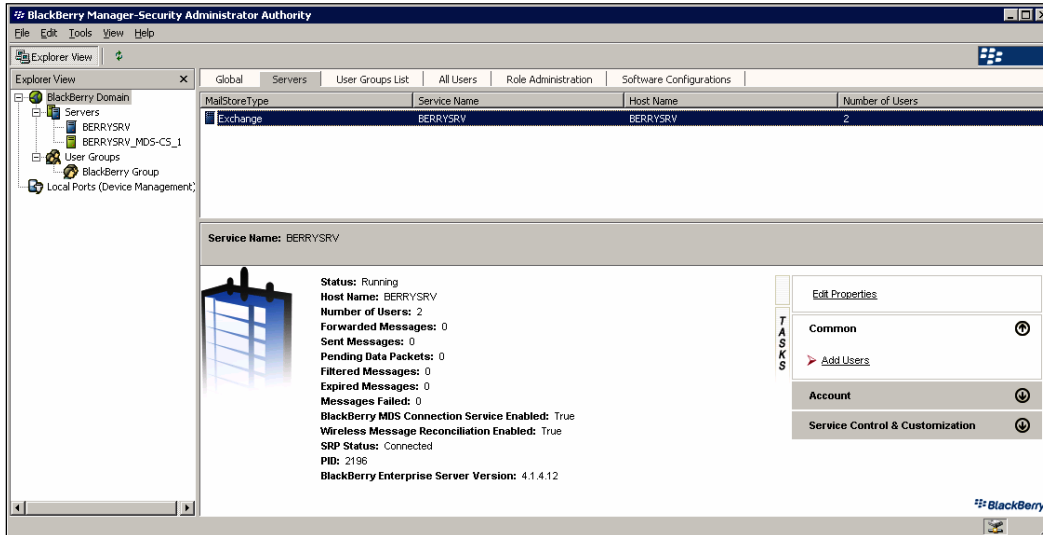 BlackBerry Manager-Security Administrator Authority
File Edit Tools View Help
Explorer View
Explorer View
BlackBerry Domain
Servers
BERRYSRV
BERRYSRV_MDS-CS_1
User Groups
BlackBerry Group
Local Ports (Device Management)
Global Servers User Groups List All Users Role Administration Software Configurations
MailStoreType Service Name Host Name Number of Users
Exchange BERRYSRV BERRYSRV 2
Service Name: BERRYSRV
Status: Running
Host Name: BERRYSRV
Number of Users: 2
Forwarded Messages: 0
Sent Messages: 0
Pending Data Packets: 0
Filtered Messages: 0
Expired Messages: 0
Messages Failed: 0
BlackBerry MDS Connection Service Enabled: True
Wireless Message Reconciliation Enabled: True
SRP Status: Connected
PID: 2196
BlackBerry Enterprise Server Version: 4.1.4.12
TASKS
Edit Properties
Common
Add Users
Account
Service Control & Customization
BlackBerry